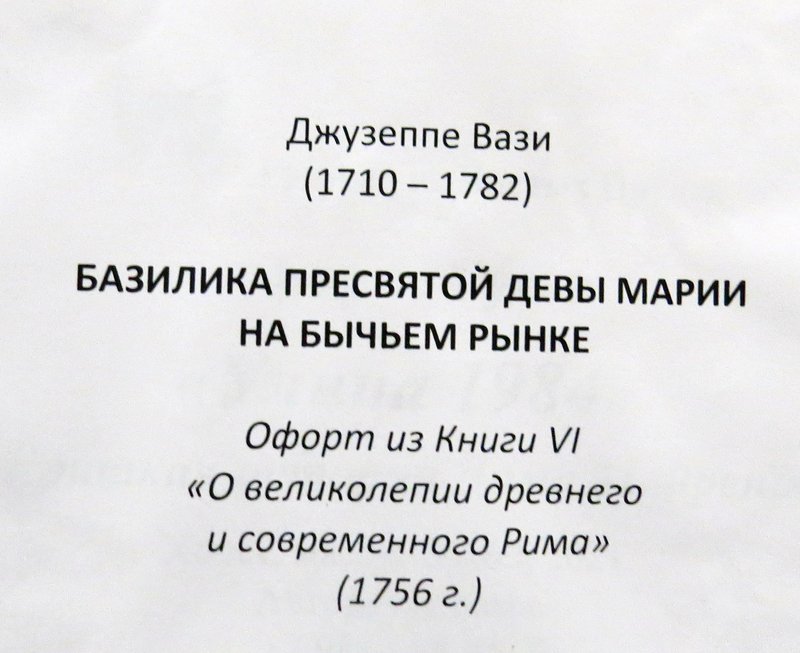 Джузеппе Вази
(1710 – 1782)
БАЗИЛИКА ПРЕСВЯТОЙ ДЕВЫ МАРИИ
НА БЫЧЬЕМ РЫНКЕ
Офорт из Книги VI
«О великолепии древнего
и современного Рима»
(1756 г.)